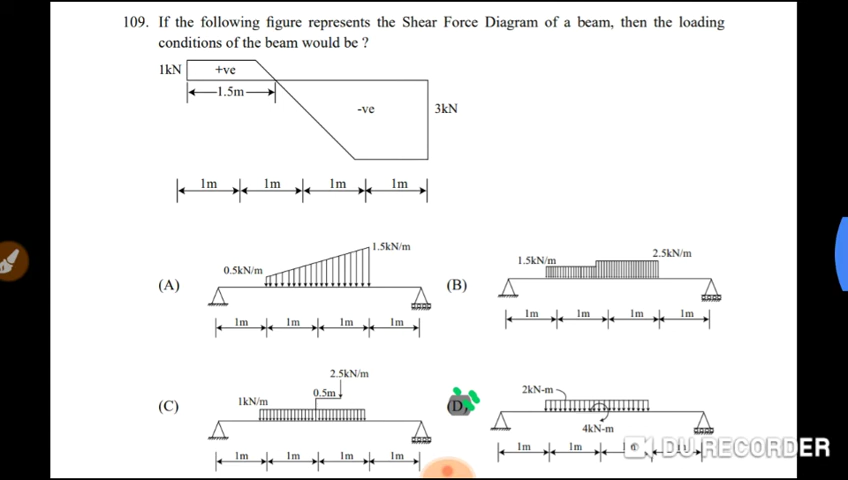 109. If the following figure represents the Shear Force Diagram of a beam, then the loading
conditions of the beam would be ?
1kN
+ve
1.5m
-ve
3kN
1m 1m 1m 1m
(A)
0.5kN/m
1.5kN/m
1m 1m 1m 1m
(B)
1.5kN/m
2.5kN/m
1m 1m 1m 1m
(C)
1kN/m
2.5kN/m
0.5m
1m 1m 1m 1m
(D)
2kN-m
4kN-m
1m 1m
DU RECORDER